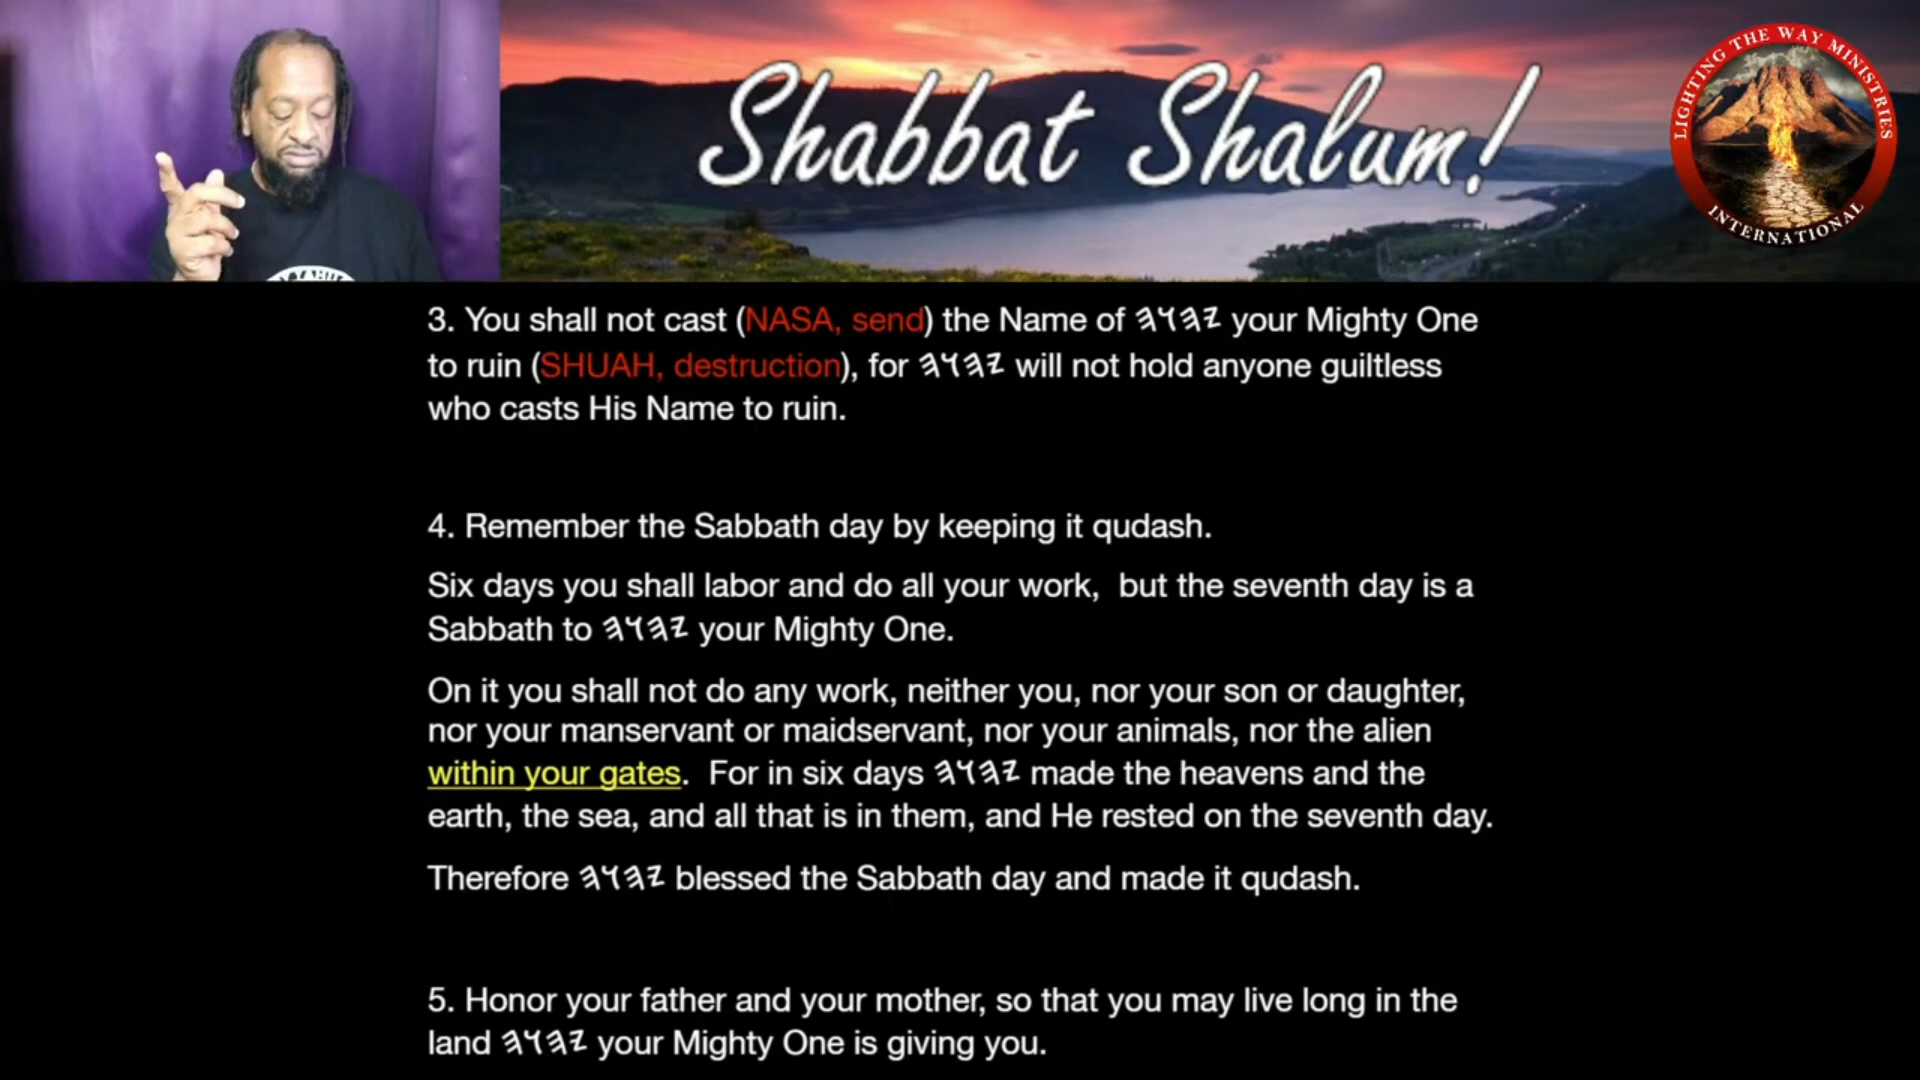 Shabbat Shalum!
LIGHTING THE WAY MINISTRIES
INTERNATIONAL
3. You shall not cast (NASA, send) the Name of 𐤉𐤄𐤅𐤄 your Mighty One
to ruin (SHUAH, destruction), for 𐤉𐤄𐤅𐤄 will not hold anyone guiltless
who casts His Name to ruin.
4. Remember the Sabbath day by keeping it qudash.
Six days you shall labor and do all your work, but the seventh day is a
Sabbath to 𐤉𐤄𐤅𐤄 your Mighty One.
On it you shall not do any work, neither you, nor your son or daughter,
nor your manservant or maidservant, nor your animals, nor the alien
within your gates. For in six days 𐤉𐤄𐤅𐤄 made the heavens and the
earth, the sea, and all that is in them, and He rested on the seventh day.
Therefore 𐤉𐤄𐤅𐤄 blessed the Sabbath day and made it qudash.
5. Honor your father and your mother, so that you may live long in the
land 𐤉𐤄𐤅𐤄 your Mighty One is giving you.